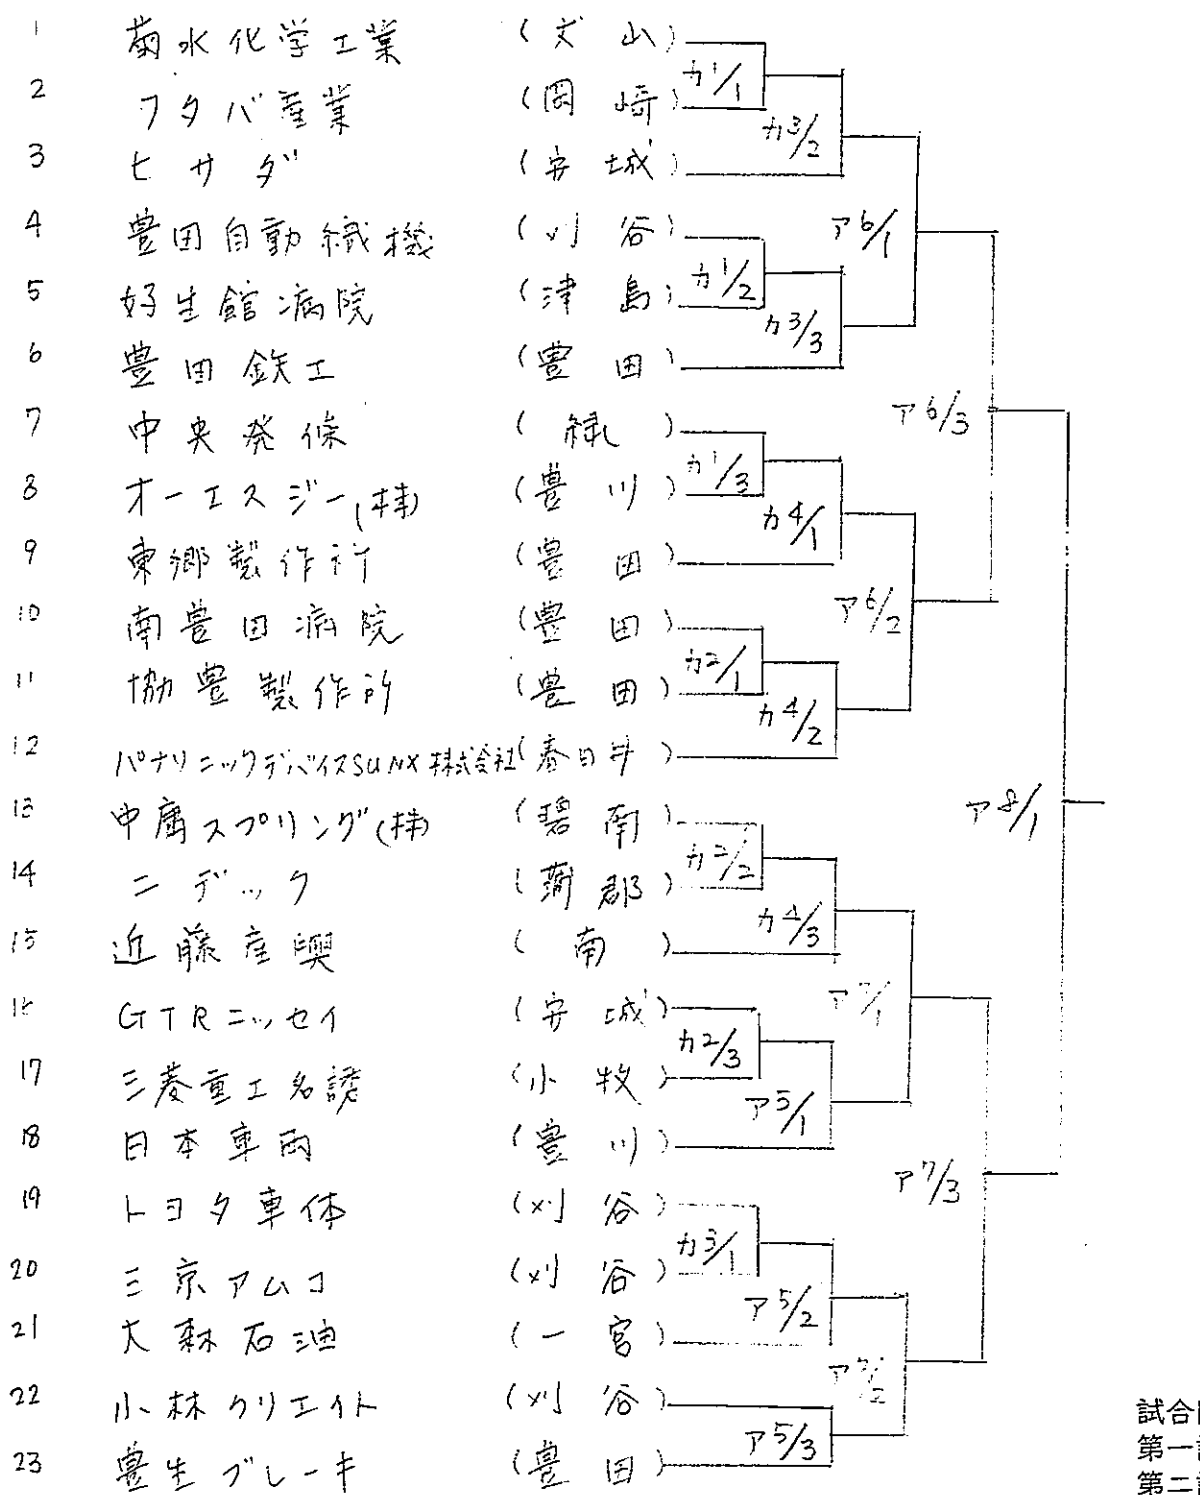 1 菊水化学工業 (犬山)
2 フタバ産業 (岡崎)
3 ヒサダ (安城)
4 豊田自動織機 (刈谷)
5 好生館病院 (津島)
6 豊田鉄工 (豊田)
7 中央発條 (緑)
8 オーエスジー(株) (豊川)
9 東郷製作所 (豊田)
10 南豊田病院 (豊田)
11 協豊製作所 (豊田)
12 パナソニックデバイスSUNX株式会社 (春日井)
13 中庸スプリング(株) (碧南)
14 ニデック (蒲郡)
15 近藤産興 (南)
16 GTRニッセイ (安城)
17 三菱重工名誘 (小牧)
18 日本車両 (豊川)
19 トヨタ車体 (刈谷)
20 三京アムコ (刈谷)
21 大森石油 (一宮)
22 小林クリエイト (刈谷)
23 豊生ブレーキ (豊田)
カ1/1
カ3/2
ア6/1
カ1/2
カ3/3
ア6/3
カ1/3
カ4/1
ア6/2
カ2/1
カ4/2
ア8/1
カ2/2
カ4/3
ア7/1
カ2/3
ア5/1
ア7/3
カ3/1
ア5/2
ア7/2
ア5/3
試合
第一
第二